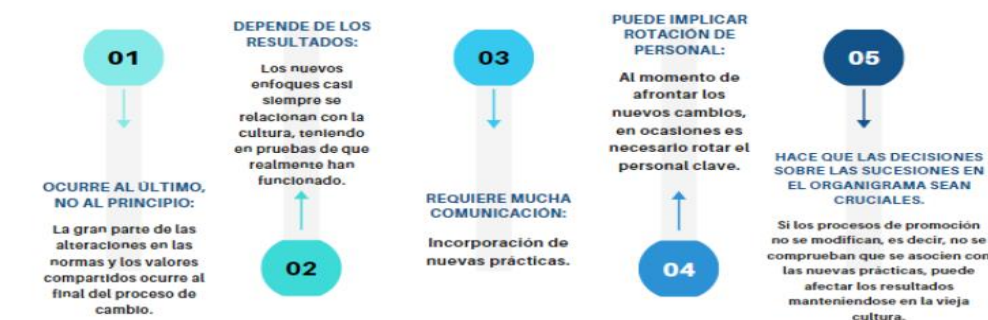 01
OCURRE AL ÚLTIMO,
NO AL PRINCIPIO:
La gran parte de las
alteraciones en las
normas y los valores
compartidos ocurre al
final del proceso de
cambio.
DEPENDE DE LOS
RESULTADOS:
Los nuevos
enfoques casi
siempre se
relacionan con la
cultura, teniendo
en pruebas de que
realmente han
funcionado.
02
03
REQUIERE MUCHA
COMUNICACIÓN:
Incorporación de
nuevas prácticas.
PUEDE IMPLICAR
ROTACIÓN DE
PERSONAL:
Al momento de
afrontar los
nuevos cambios,
en ocasiones es
necesario rotar el
personal clave.
04
05
HACE QUE LAS DECISIONES
SOBRE LAS SUCESIONES EN
EL ORGANIGRAMA SEAN
CRUCIALES.
Si los procesos de promoción
no se modifican, es decir, no se
comprueban que se asocien con
las nuevas prácticas, puede
afectar los resultados
manteniendose en la vieja
cultura.